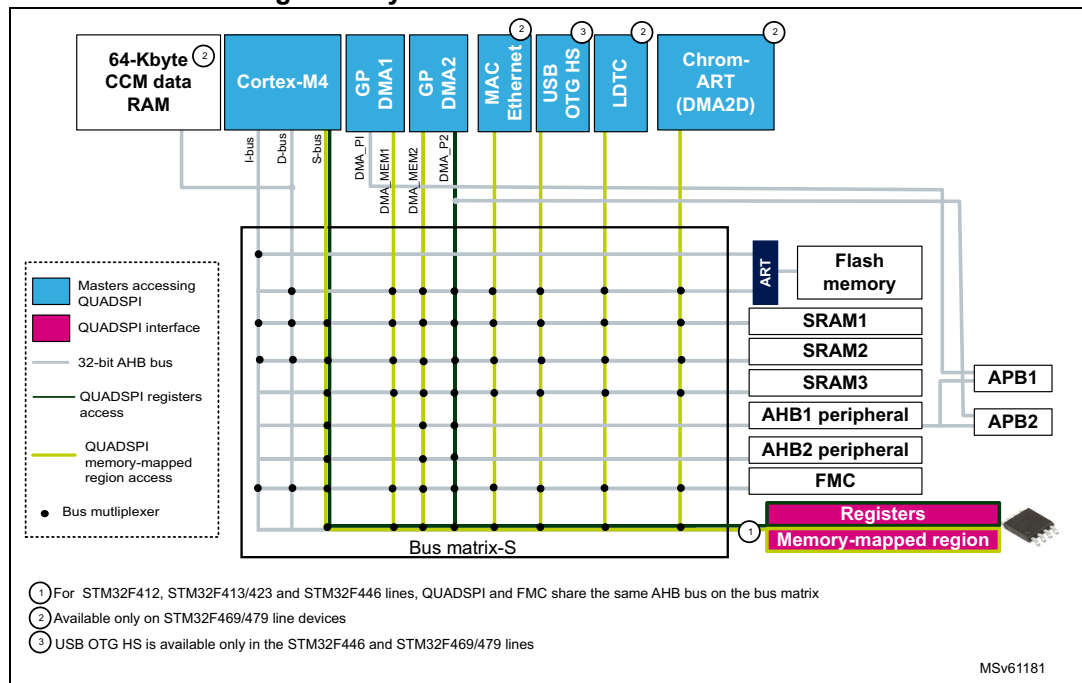 64-Kbyte
CCM data
RAM
2
Cortex-M4
GP
DMA1
GP
DMA2
MAC
Ethernet
2
USB
OTG HS
3
LDTC
2
Chrom-
ART
(DMA2D)
2
I-bus
D-bus
S-bus
DMA_PI
DMA_MEM1
DMA_MEM2
DMA_P2
Masters accessing
QUADSPI
QUADSPI interface
32-bit AHB bus
QUADSPI registers
access
QUADSPI
memory-mapped
region access
Bus mutliplexer
ART
Flash
memory
SRAM1
SRAM2
SRAM3
AHB1 peripheral
AHB2 peripheral
FMC
APB1
APB2
Registers
1
Memory-mapped region
Bus matrix-S
1 For STM32F412, STM32F413/423 and STM32F446 lines, QUADSPI and FMC share the same AHB bus on the bus matrix
2 Available only on STM32F469/479 line devices
3 USB OTG HS is available only in the STM32F446 and STM32F469/479 lines
MSv61181